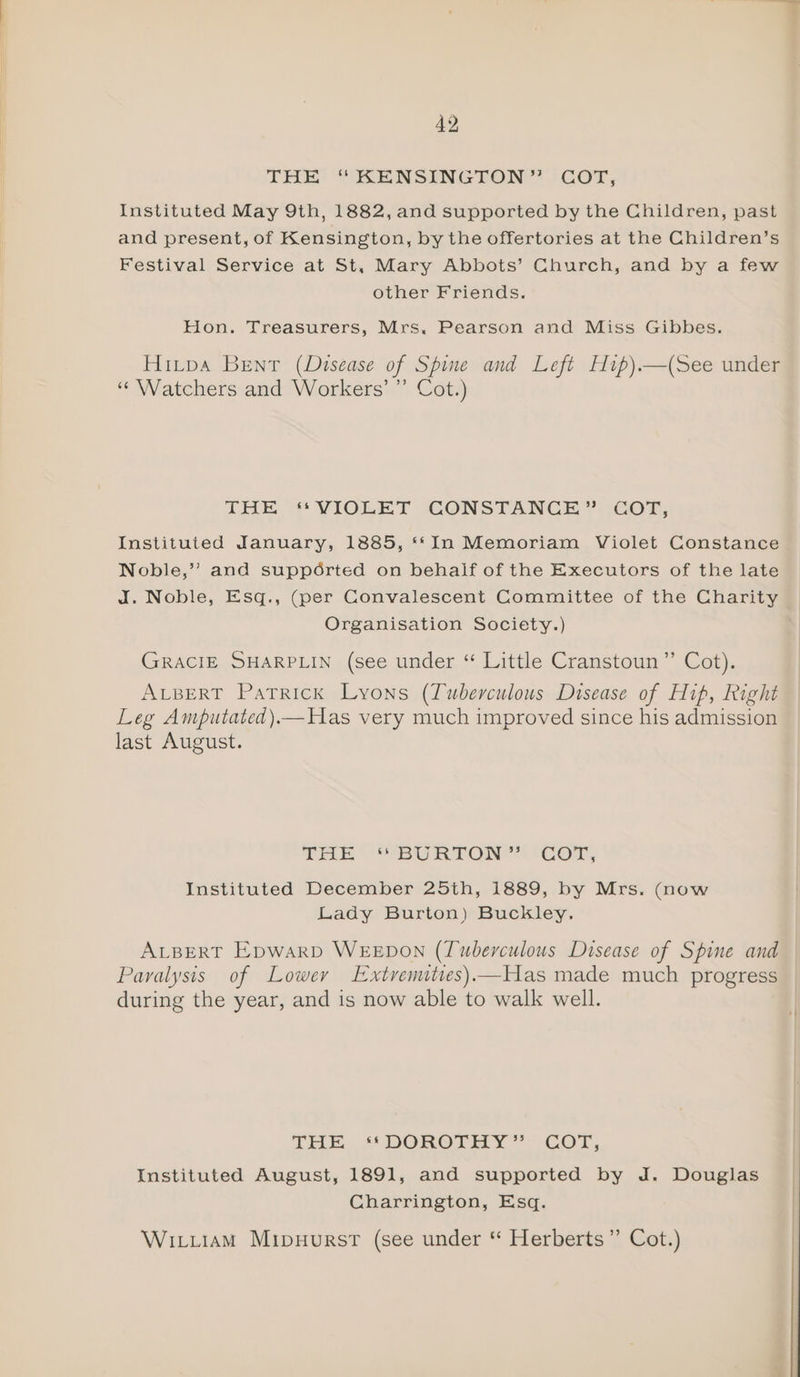 42
THE “KENSINGTON” COT,
Instituted May 9th, 1882, and supported by the Children, past
and present, of Kensington, by the offertories at the Children’s
Festival Service at St. Mary Abbots’ Church, and by a few
other Friends.
Hon. Treasurers, Mrs. Pearson and Miss Gibbes.
HILDA BENT (Disease of Spine and Left Hip).—(See under
“Watchers and Workers’” Cot.)
THE “VIOLET CONSTANCE” COT,
Instituted January, 1885, “In Memoriam Violet Constance
Noble,” and supported on behalf of the Executors of the late
J. Noble, Esq., (per Convalescent Committee of the Charity
Organisation Society.)
GRACIE SHARPLIN (see under “Little Cranstoun” Cot).
ALBERT PATRICK LYONS (Tuberculous Disease of Hip, Right
Leg Amputated).—Has very much improved since his admission
last August.
THE “BURTON” COT,
Instituted December 25th, 1889, by Mrs. (now
Lady Burton) Buckley.
ALBERT EDWARD WEEDON (Tuberculous Disease of Spine and
Paralysis of Lower Extremities).—Has made much progress
during the year, and is now able to walk well.
THE “DOROTHY” COT,
Instituted August, 1891, and supported by J. Douglas
Charrington, Esq.
WILLIAM MIDHURST (see under “Herberts” Cot.)